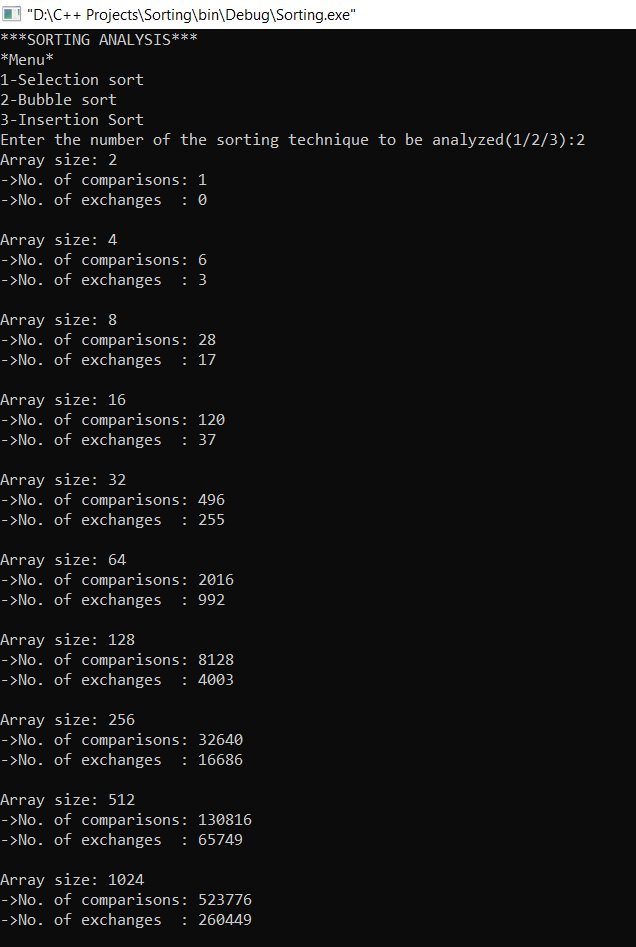 "D:\C++ Projects\Sorting\bin\Debug\Sorting.exe"
***SORTING ANALYSIS***
*Menu*
1-Selection sort
2-Bubble sort
3-Insertion Sort
Enter the number of the sorting technique to be analyzed(1/2/3):2
Array size: 2
->No. of comparisons: 1
->No. of exchanges  : 0

Array size: 4
->No. of comparisons: 6
->No. of exchanges  : 3

Array size: 8
->No. of comparisons: 28
->No. of exchanges  : 17

Array size: 16
->No. of comparisons: 120
->No. of exchanges  : 37

Array size: 32
->No. of comparisons: 496
->No. of exchanges  : 255

Array size: 64
->No. of comparisons: 2016
->No. of exchanges  : 992

Array size: 128
->No. of comparisons: 8128
->No. of exchanges  : 4003

Array size: 256
->No. of comparisons: 32640
->No. of exchanges  : 16686

Array size: 512
->No. of comparisons: 130816
->No. of exchanges  : 65749

Array size: 1024
->No. of comparisons: 523776
->No. of exchanges  : 260449